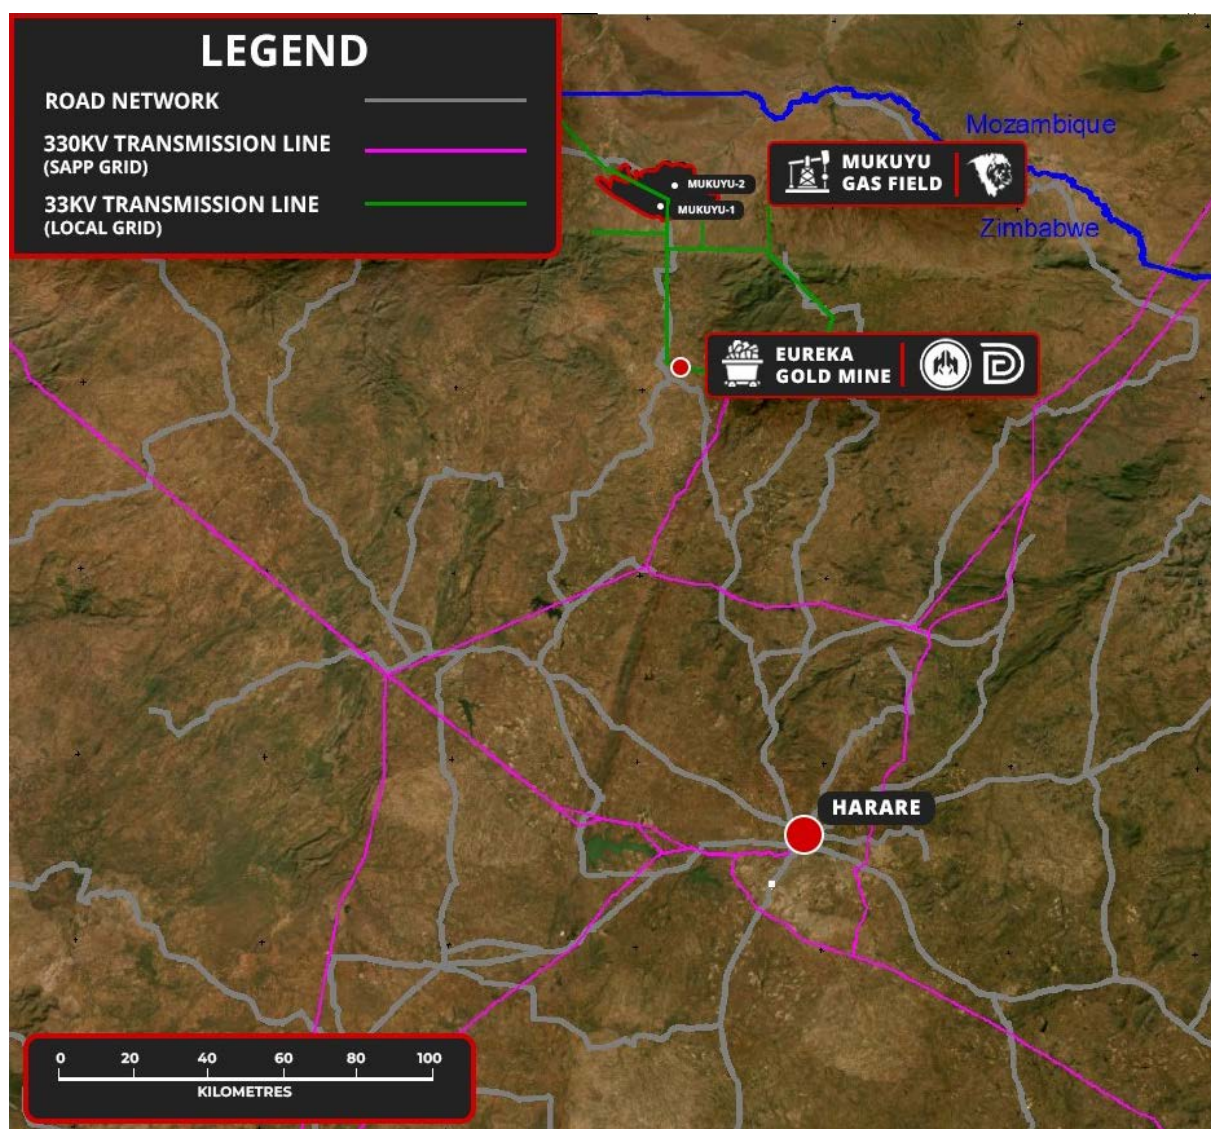 LEGEND
ROAD NETWORK
330KV TRANSMISSION LINE
(SAPP GRID)
33KV TRANSMISSION LINE
(LOCAL GRID)
Mozambique
MUKUYU
GAS FIELD
MUKUYU-2
MUKUYU-1
Zimbabwe
EUREKA
GOLD MINE
HARARE
0 20 40 60 80 100
KILOMETRES